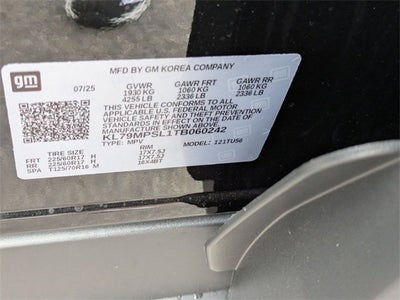 gm
MFD BY GM KOREA COMPANY
07/25 GVWR GAWR FRT GAWR RR
1930 KG 1060 KG 1060 KG
4255 LB 2336 LB 2336 LB
THIS VEHICLE CONFORMS TO ALL
APPLICABLE U.S. FEDERAL MOTOR
VEHICLE SAFETY AND THEFT PREVENTION
STANDARDS IN EFFECT ON THE DATE OF
MANUFACTURE SHOWN ABOVE.
KL79MPSL1TB060242
TYPE: MPV MODEL: 121TU56
TIRE SIZE RIM
FRT 225/60R17 H 17X7.5J
RR 225/60R17 H 17X7.5J
SPA T125/70R16 M 16X4BT